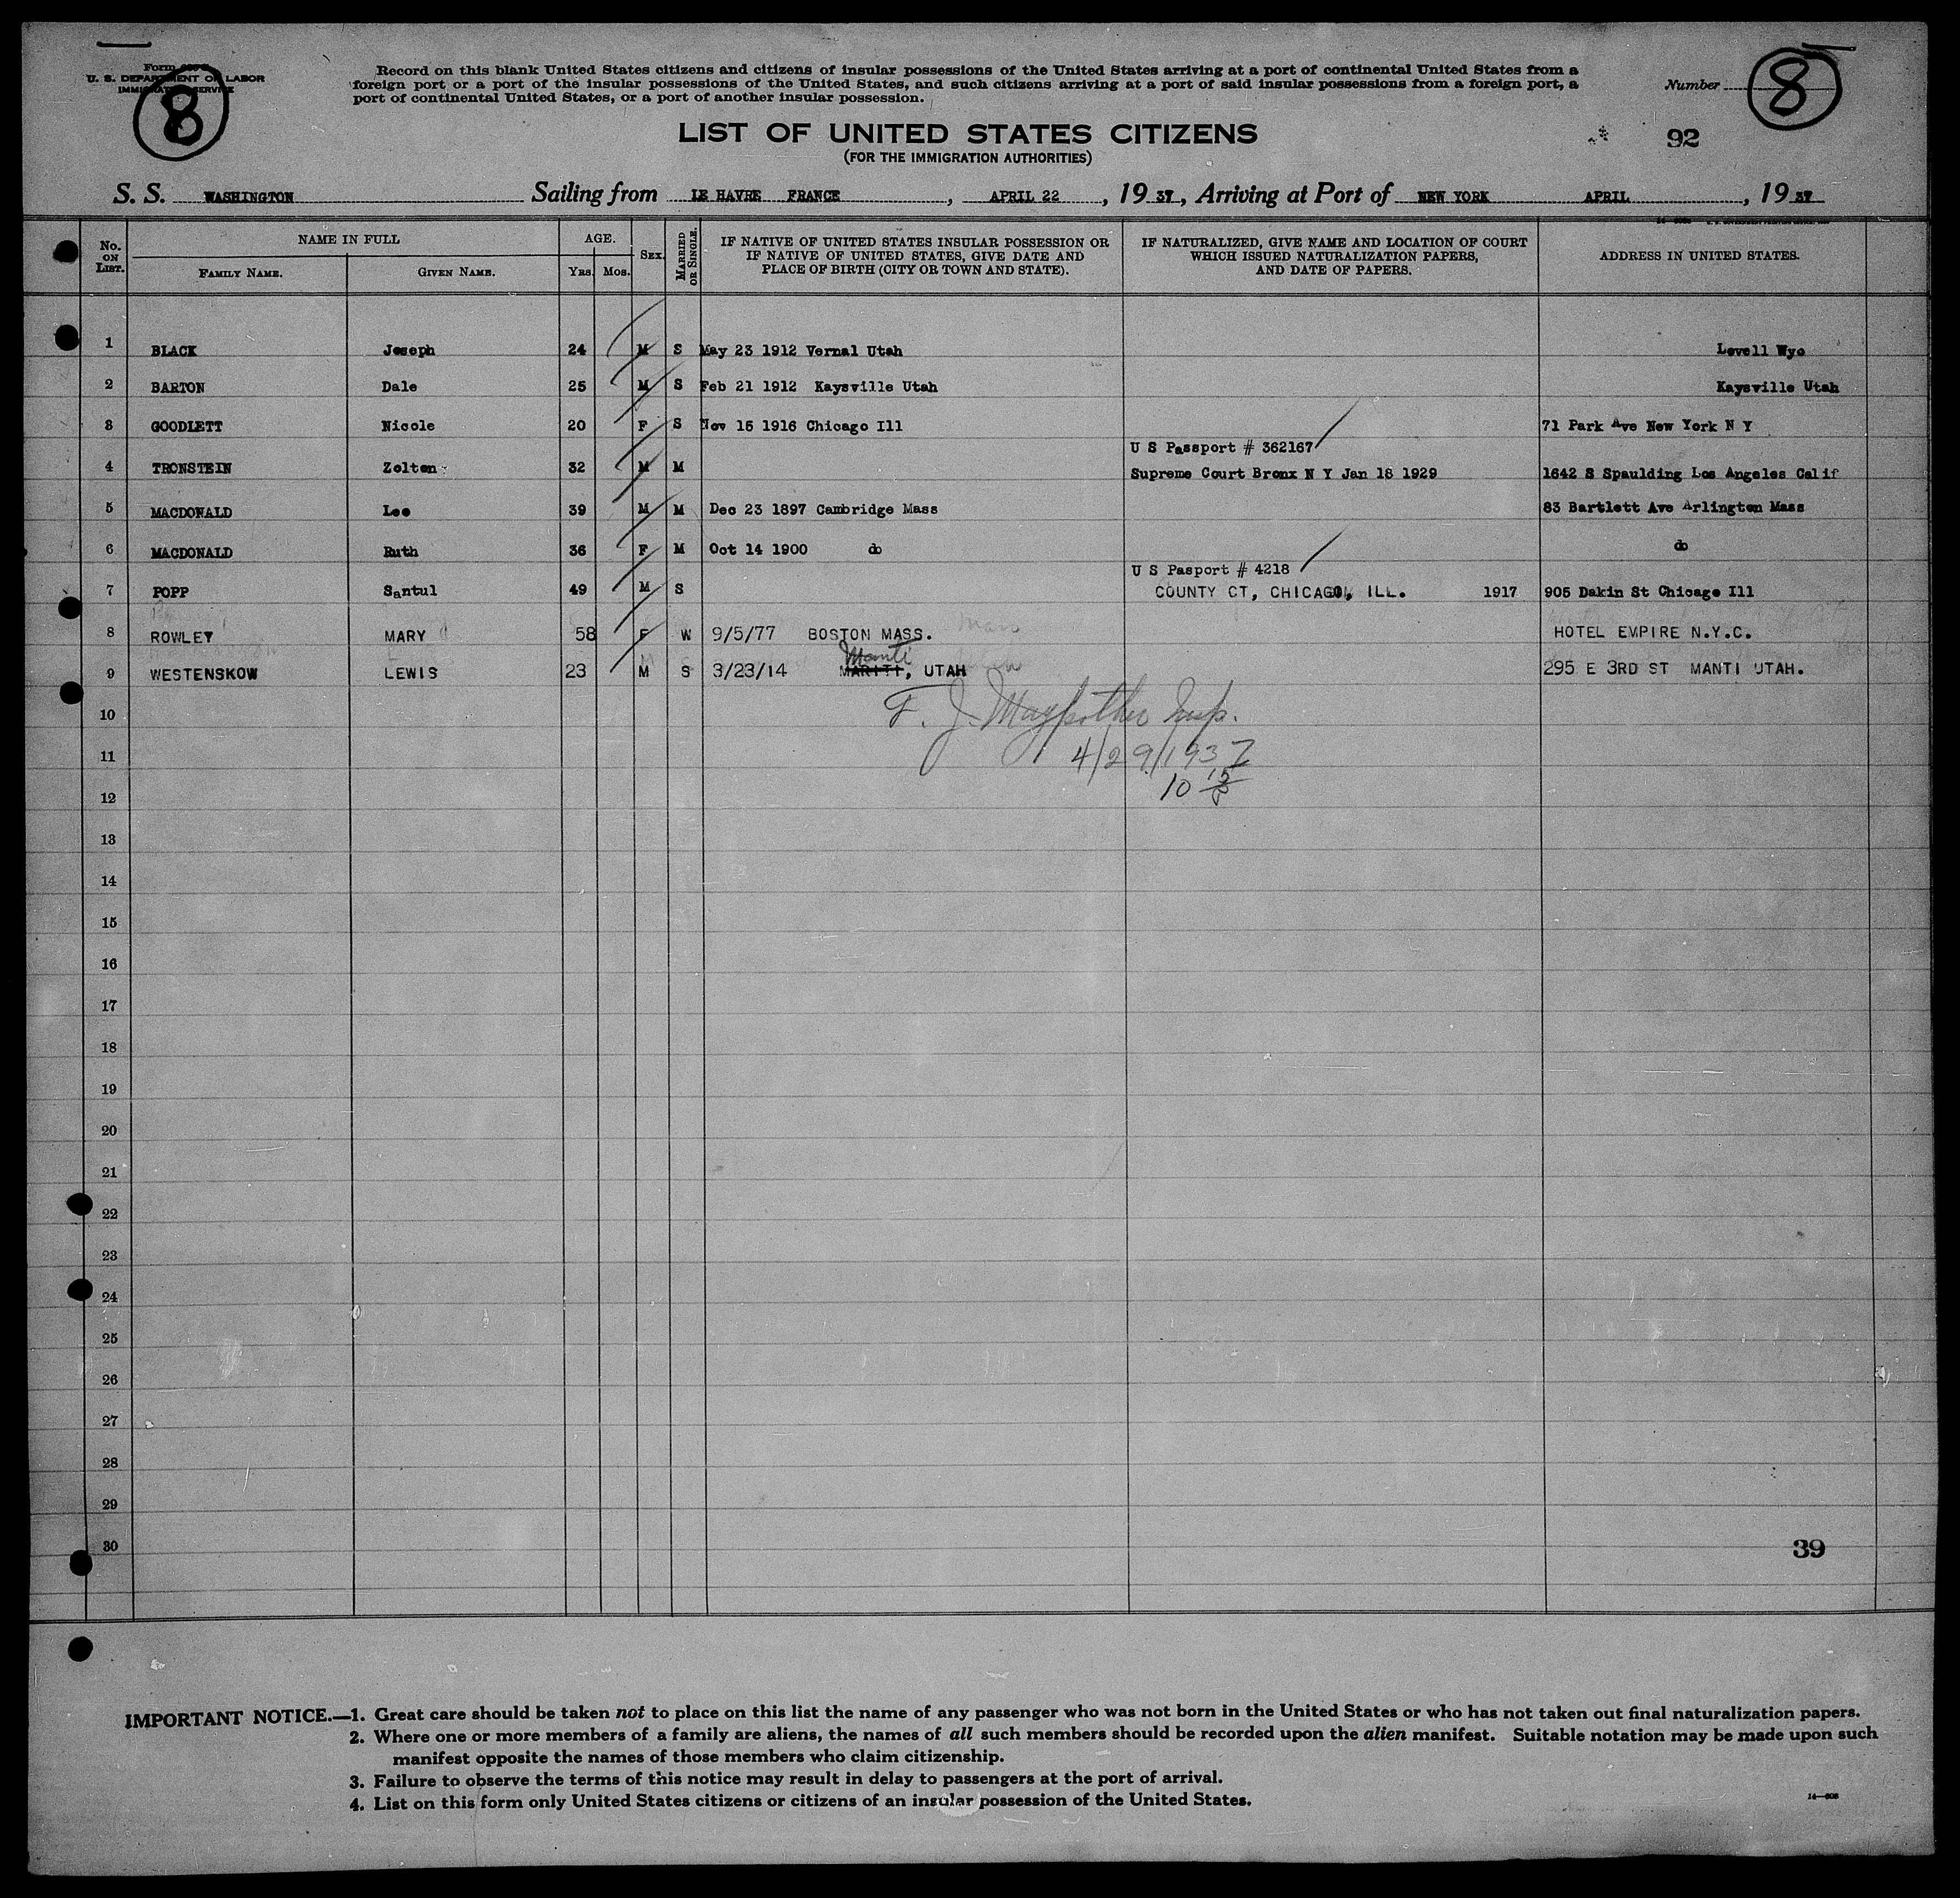 Form
U. S. DEPARTMENT OF LABOR
IMMIGRATION SERVICE
8
Record on this blank United States citizens and citizens of insular possessions of the United States arriving at a port of continental United States from a
foreign port or a port of the insular possessions of the United States, and such citizens arriving at a port of said insular possessions from a foreign port, a
port of continental United States, or a port of another insular possession.
Number 8
LIST OF UNITED STATES CITIZENS
92
(FOR THE IMMIGRATION AUTHORITIES)
S. S. WASHINGTON Sailing from LE HAVRE FRANCE, APRIL 22, 1937, Arriving at Port of NEW YORK APRIL, 1937
No. ON LIST. NAME IN FULL FAMILY NAME. GIVEN NAME. AGE. YRS. MOS. SEX. MARRIED OR SINGLE. IF NATIVE OF UNITED STATES INSULAR POSSESSION OR IF NATIVE OF UNITED STATES, GIVE DATE AND PLACE OF BIRTH (CITY OR TOWN AND STATE). IF NATURALIZED, GIVE NAME AND LOCATION OF COURT WHICH ISSUED NATURALIZATION PAPERS, AND DATE OF PAPERS. ADDRESS IN UNITED STATES.
1 BLACK Joseph 24 M S May 23 1912 Vernal Utah Lovell Wyo
2 BARTON Dale 25 M S Feb 21 1912 Kaysville Utah Kaysville Utah
3 GOODLETT Nicole 20 F S Nov 15 1916 Chicago Ill 71 Park Ave New York N Y
U S Passport # 362167
4 TRONSTEIN Zolten 32 M M Supreme Court Bronx N Y Jan 18 1929 1642 S Spaulding Los Angeles Calif
5 MACDONALD Leo 39 M M Dec 23 1897 Cambridge Mass 83 Bartlett Ave Arlington Mass
6 MACDONALD Ruth 36 F M Oct 14 1900 do do
U S Pasport # 4218
7 POPP Santul 49 M S COUNTY CT, CHICAGO, ILL. 1917 905 Dakin St Chicago Ill
8 ROWLEY MARY 58 F W 9/5/77 BOSTON MASS. HOTEL EMPIRE N.Y.C.
Manti
9 WESTENSKOW LEWIS 23 M S 3/23/14 MARITI, UTAH 295 E 3RD ST MANTI UTAH.
10
F. J. Maypother Insp.
11
4/29/1937
12
10
13
14
15
16
17
18
19
20
21
22
23
24
25
26
27
28
29
30
39
IMPORTANT NOTICE.—1. Great care should be taken not to place on this list the name of any passenger who was not born in the United States or who has not taken out final naturalization papers.
2. Where one or more members of a family are aliens, the names of all such members should be recorded upon the alien manifest. Suitable notation may be made upon such
manifest opposite the names of those members who claim citizenship.
3. Failure to observe the terms of this notice may result in delay to passengers at the port of arrival.
4. List on this form only United States citizens or citizens of an insular possession of the United States.
14—608